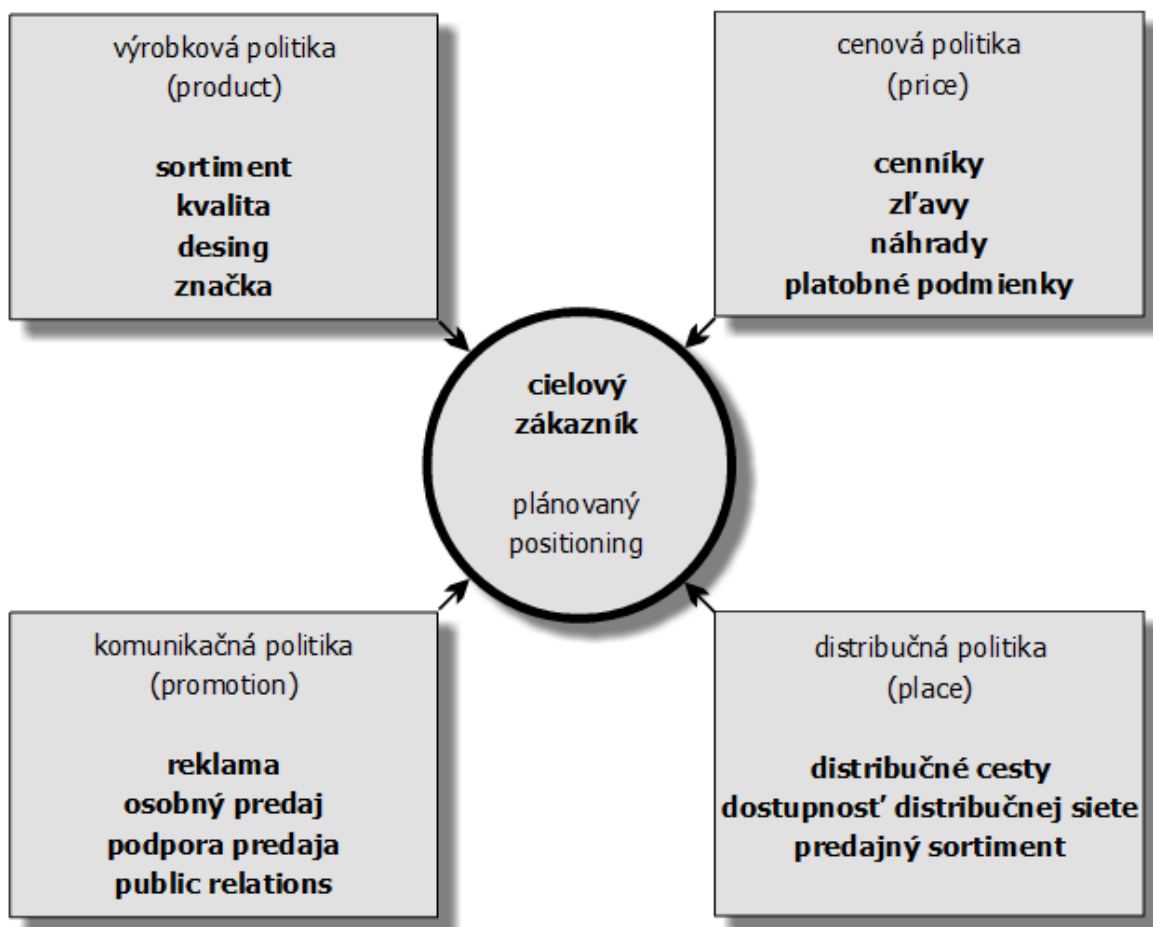 výrobková politika
(product)
sortiment
kvalita
desing
značka
cenová politika
(price)
cenníky
zľavy
náhrady
platobné podmienky
cielový
zákazník
plánovaný
positioning
komunikačná politika
(promotion)
reklama
osobný predaj
podpora predaja
public relations
distribučná politika
(place)
distribučné cesty
dostupnosť distribučnej siete
predajný sortiment